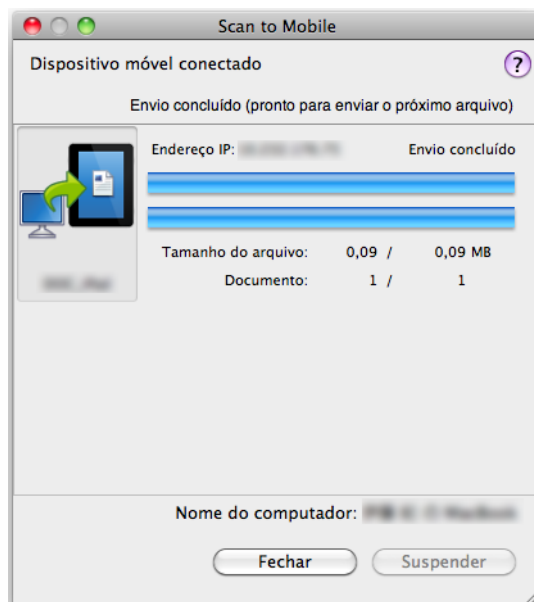 Scan to Mobile
Dispositivo móvel conectado ?
Envio concluído (pronto para enviar o próximo arquivo)
Endereço IP: Envio concluído
Tamanho do arquivo: 0,09 / 0,09 MB
Documento: 1 / 1
Nome do computador:
Fechar Suspender